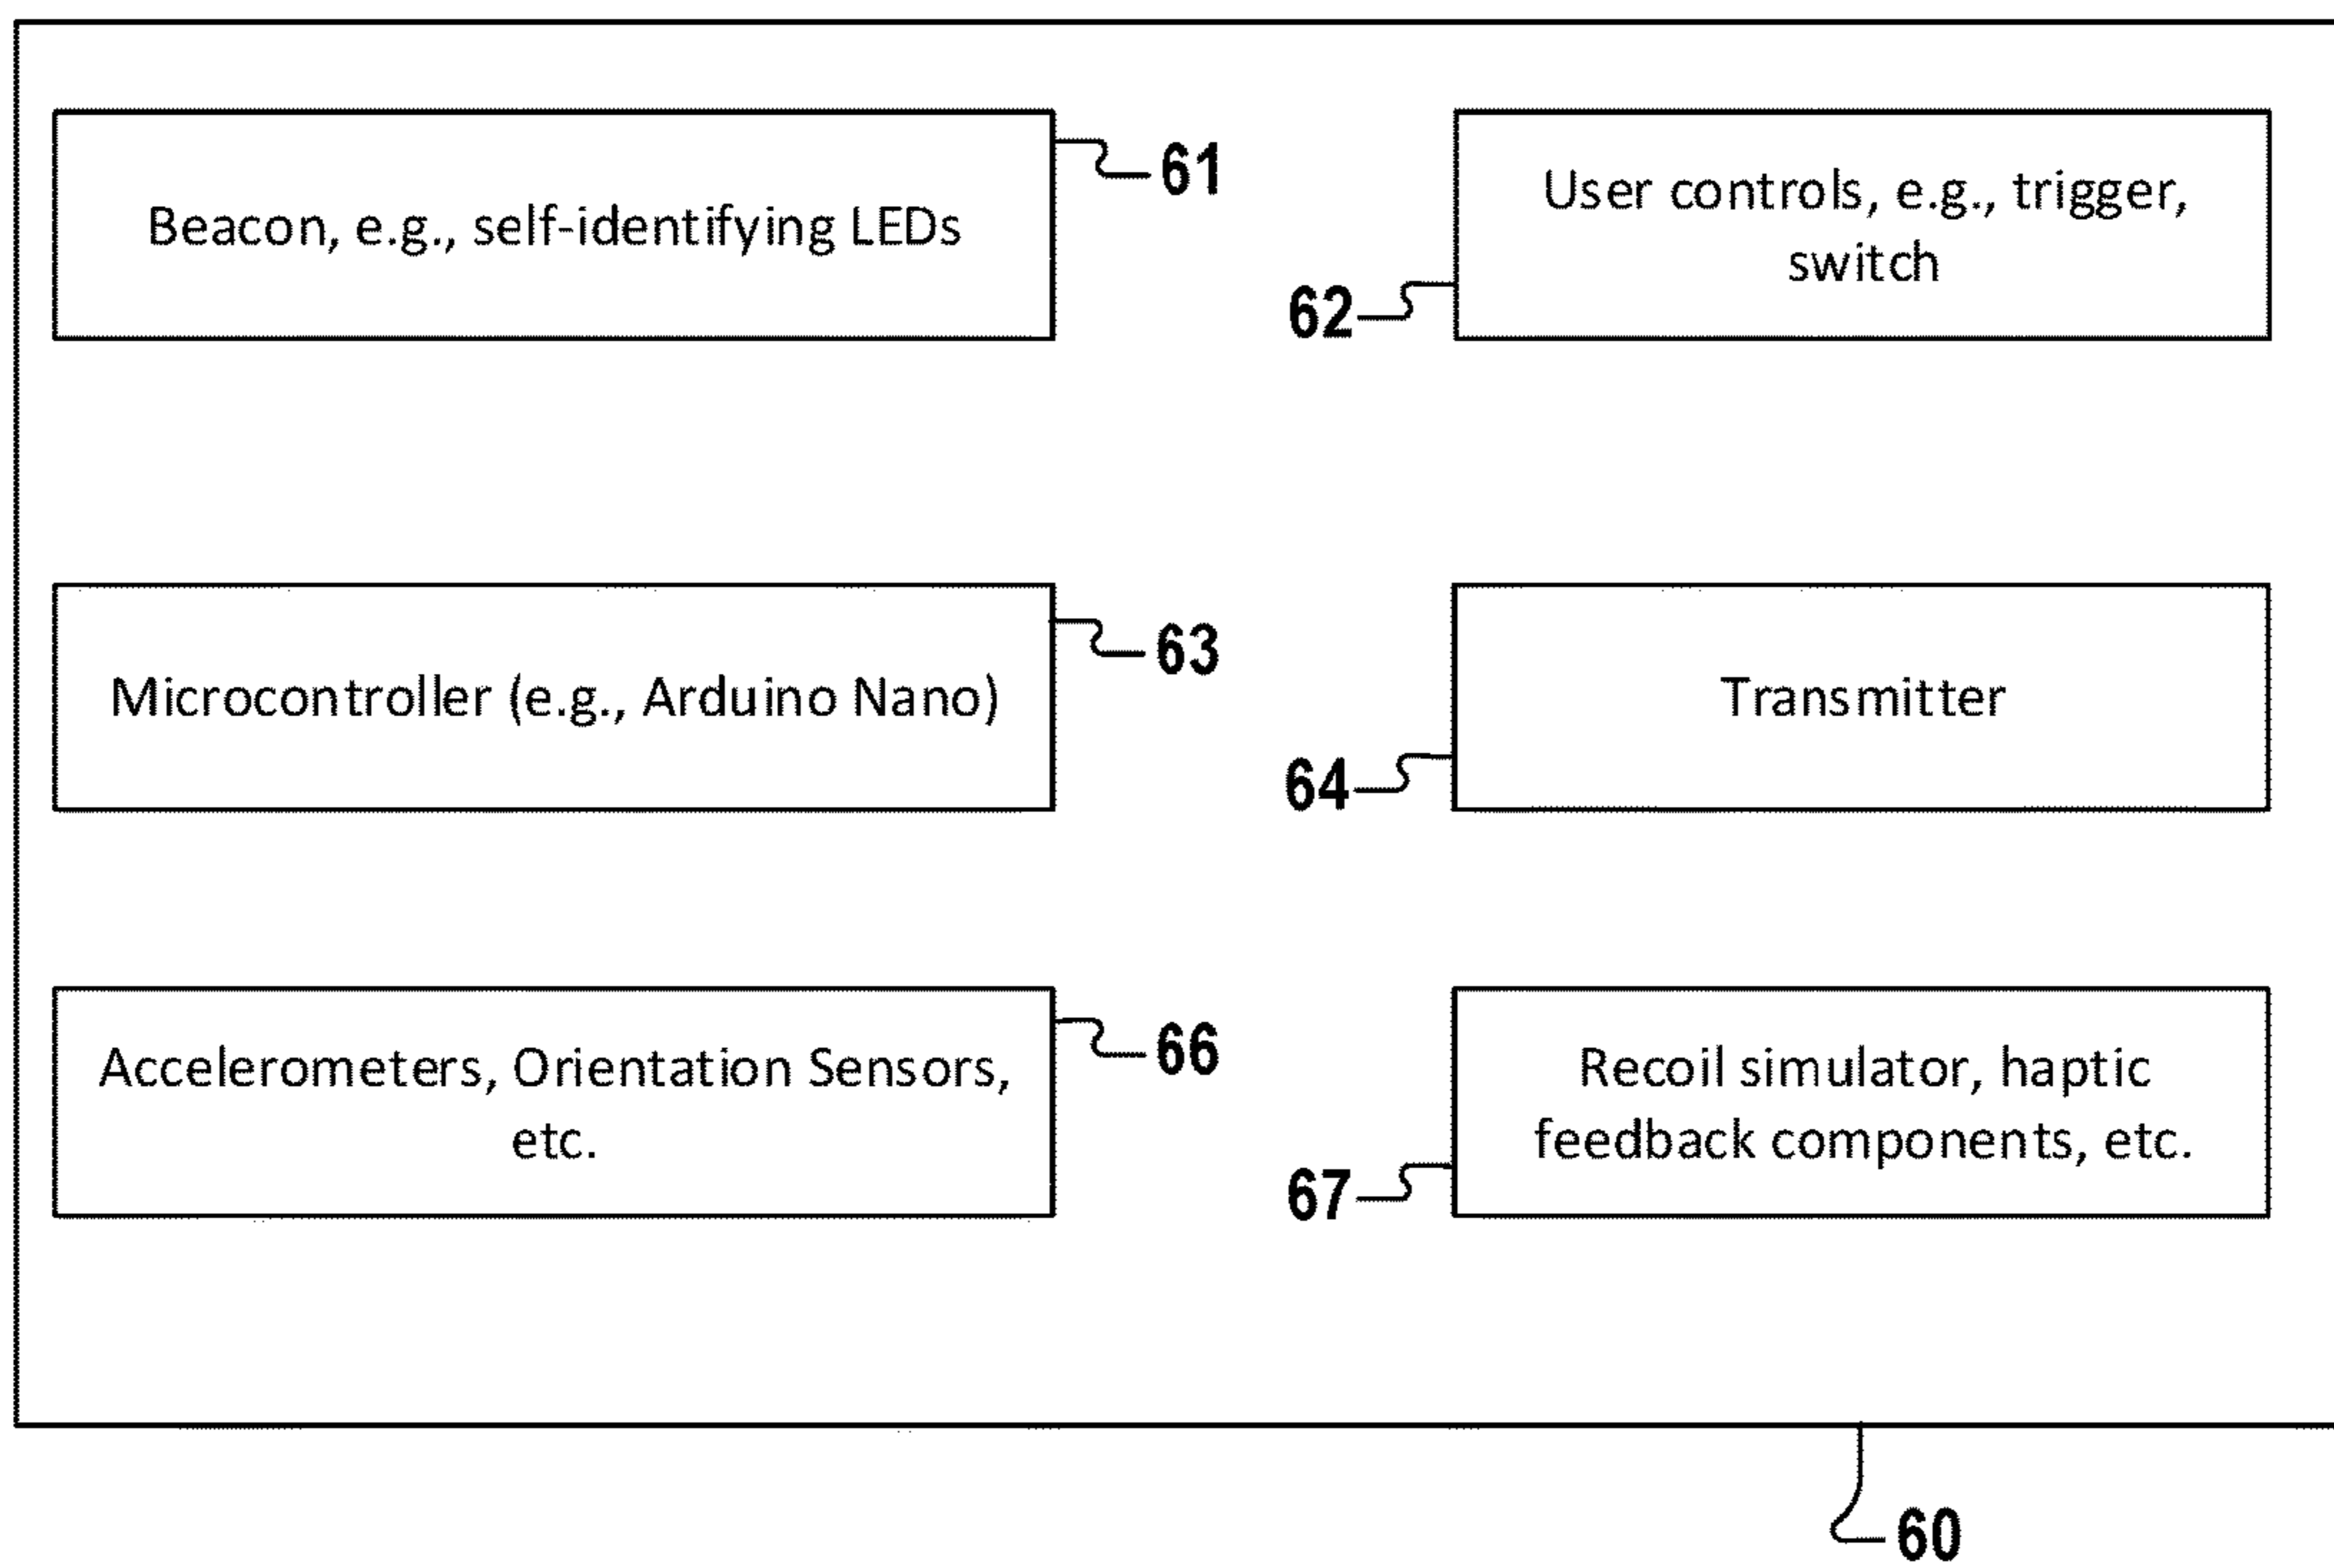 Beacon, e.g., self-identifying LEDs
61
User controls, e.g., trigger,
switch
62
Microcontroller (e.g., Arduino Nano)
63
Transmitter
64
Accelerometers, Orientation Sensors,
etc.
66
Recoil simulator, haptic
feedback components, etc.
67
60